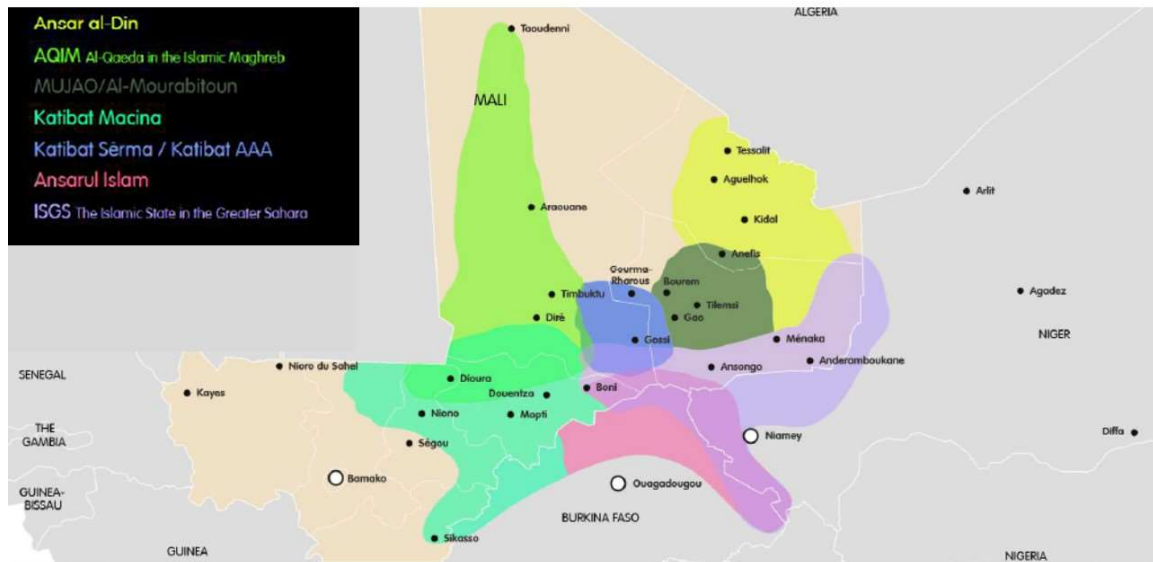 Ansar al-Din
AQIM Al-Qaeda in the Islamic Maghreb
MUJAO/Al-Mourabitoun
Katibat Macina
Katibat Sèrma / Katibat AAA
Ansarul Islam
ISGS The Islamic State in the Greater Sahara
ALGERIA
Taoudenni
MALI
Tessalit
Aguelhok
Arlit
Araouane
Kidal
Anefis
Gourma-
Rharous
Bourem
Timbuktu
Tilemsi
Agadez
Diré
Gao
Gossi
Ménaka
NIGER
Anderamboukane
Nioro du Sahel
Ansongo
SENEGAL
Dioura
Kayes
Douentza
Boni
Niono
Mopti
THE
GAMBIA
Ségou
Niamey
Diffa
Bamako
Ouagadougou
GUINEA-
BISSAU
BURKINA FASO
Sikasso
GUINEA
NIGERIA